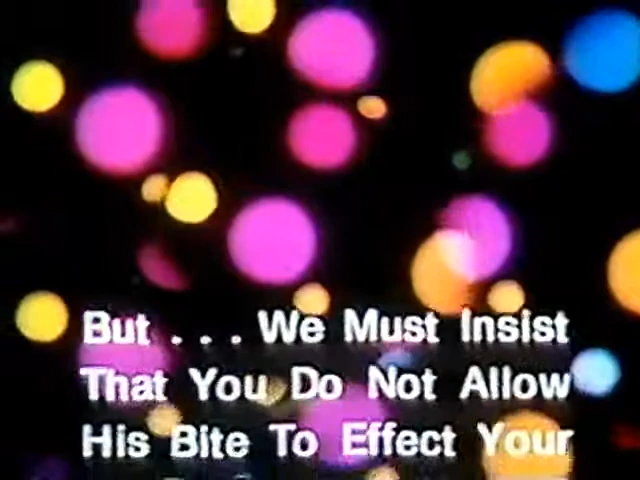 But . . . We Must Insist
That You Do Not Allow
His Bite To Effect Your